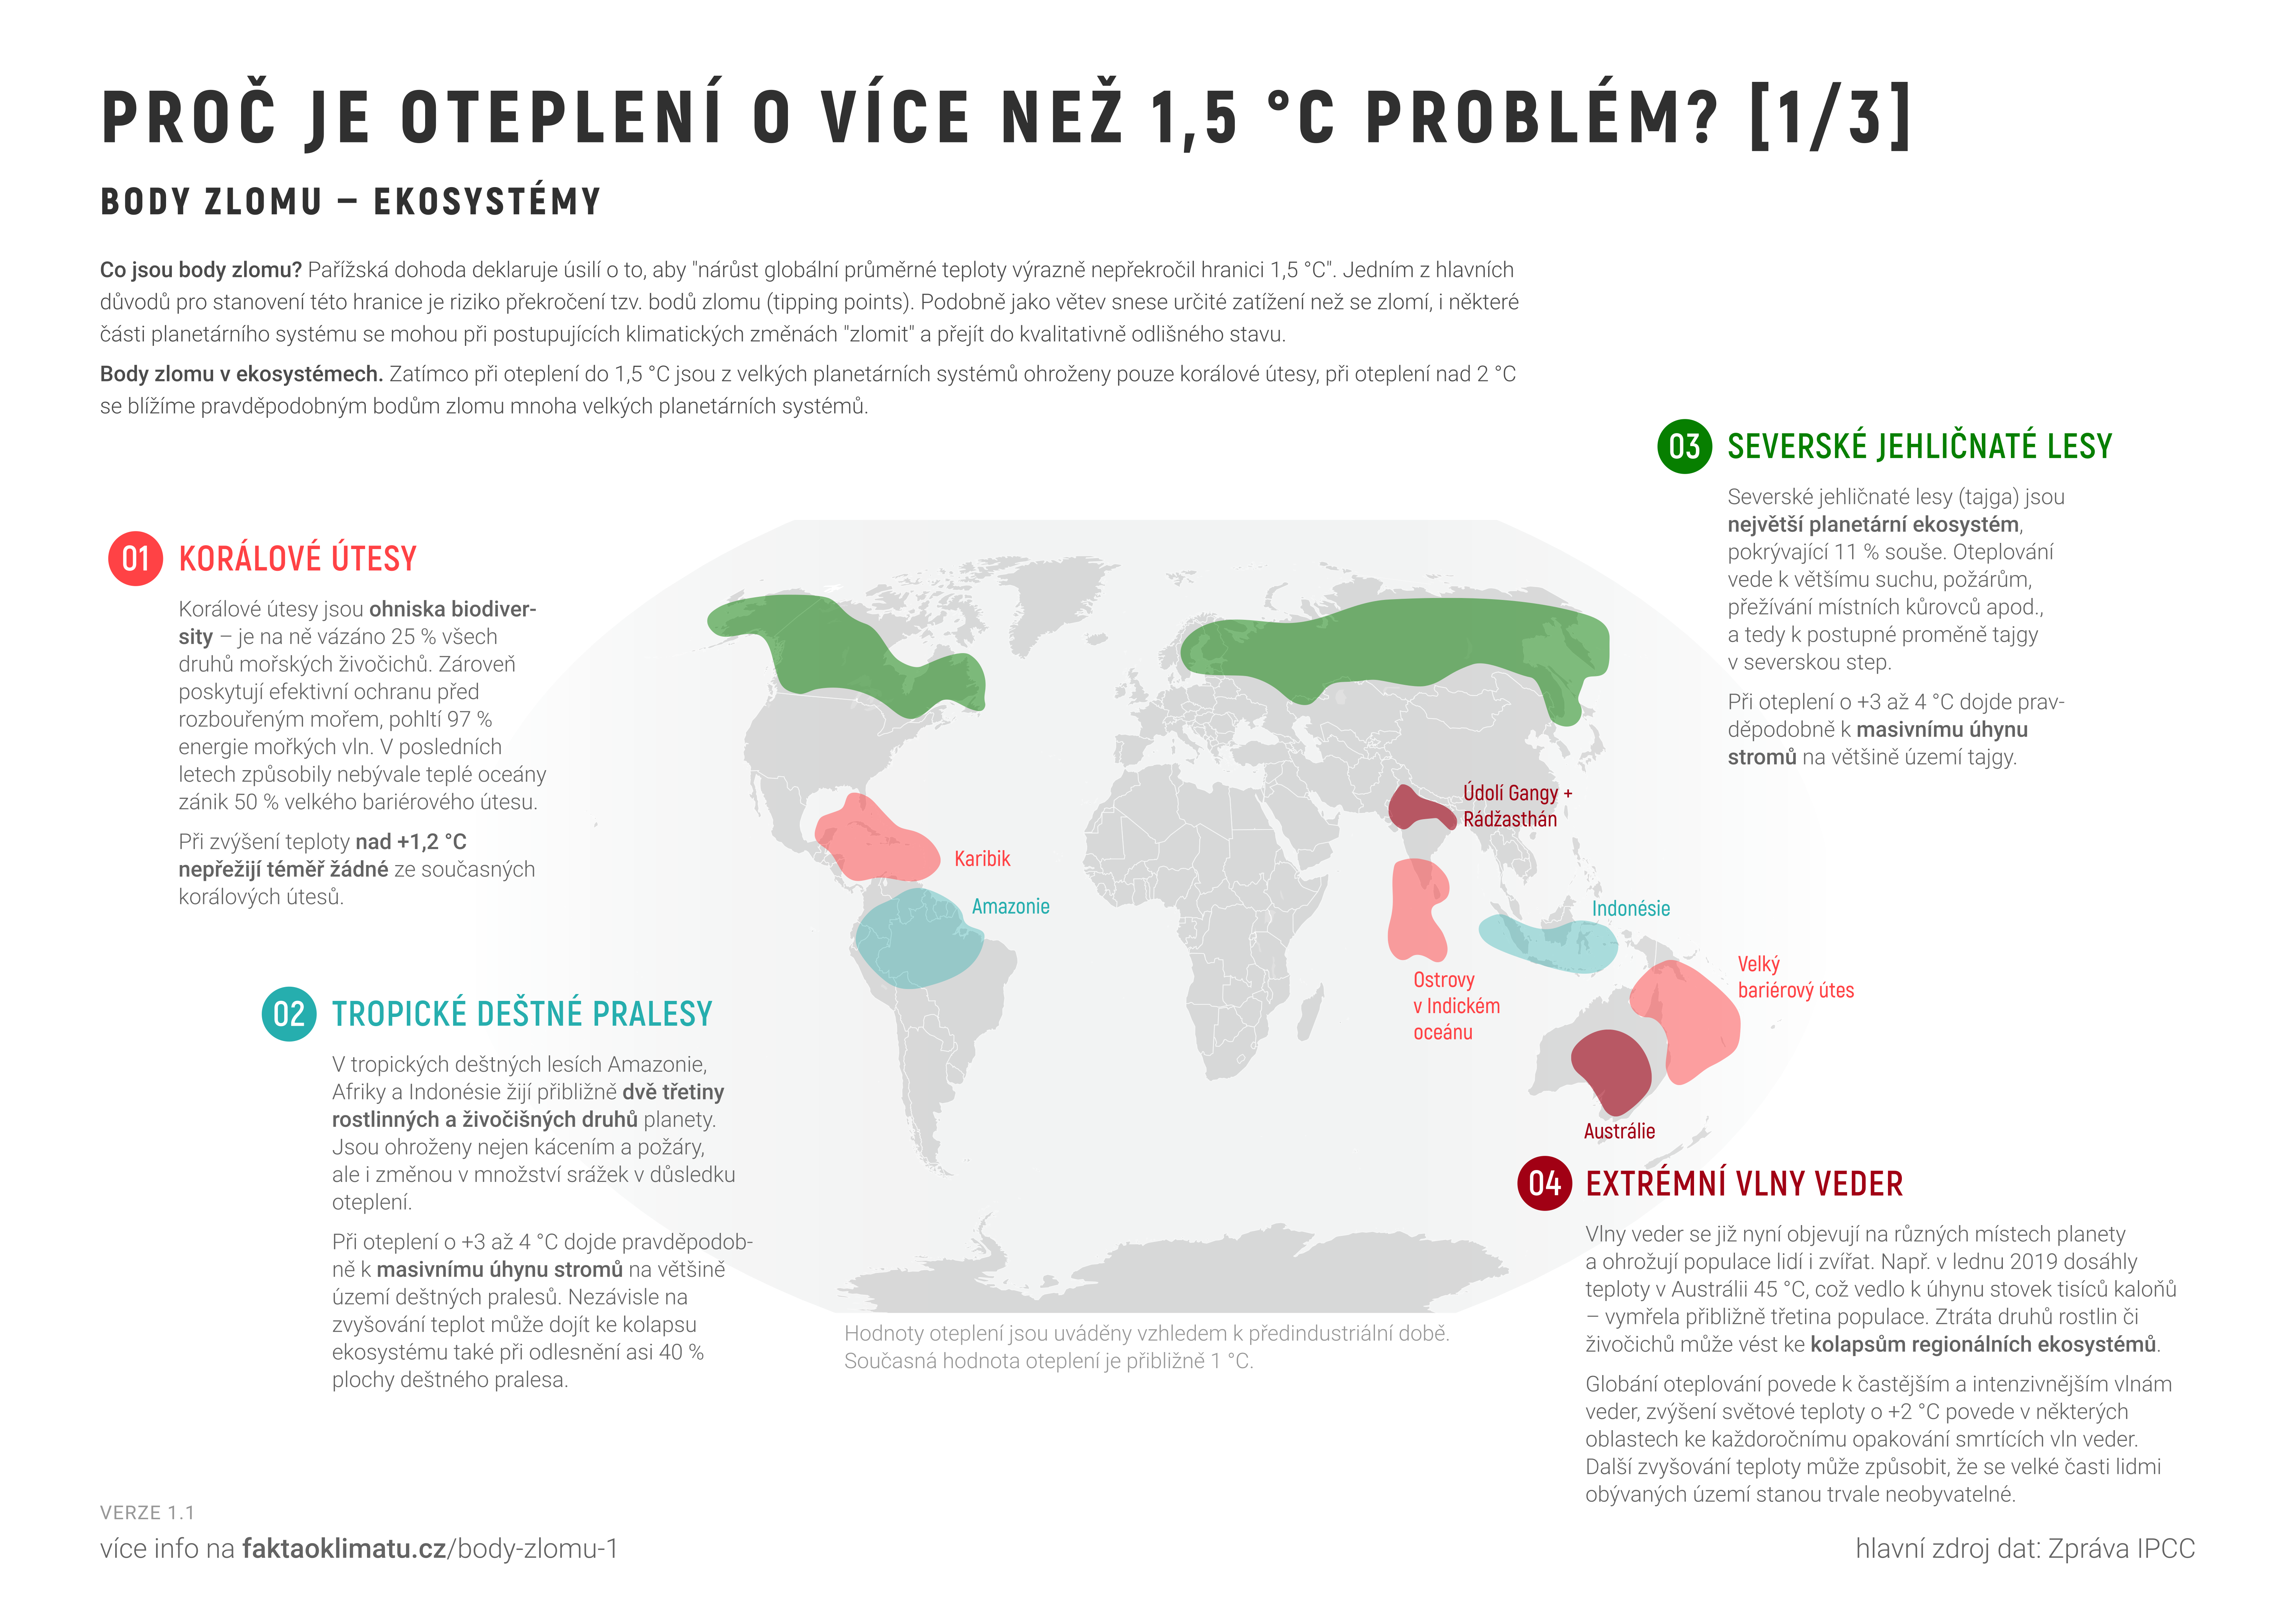 PROČ JE OTEPLENÍ O VÍCE NEŽ 1,5 °C PROBLÉM? [1/3]
BODY ZLOMU – EKOSYSTÉMY
Co jsou body zlomu? Pařížská dohoda deklaruje úsilí o to, aby "nárůst globální průměrné teploty výrazně nepřekročil hranici 1,5 °C". Jedním z hlavních
důvodů pro stanovení této hranice je riziko překročení tzv. bodů zlomu (tipping points). Podobně jako větev snese určité zatížení než se zlomí, i některé
části planetárního systému se mohou při postupujících klimatických změnách "zlomit" a přejít do kvalitativně odlišného stavu.
Body zlomu v ekosystémech. Zatímco při oteplení do 1,5 °C jsou z velkých planetárních systémů ohroženy pouze korálové útesy, při oteplení nad 2 °C
se blížíme pravděpodobným bodům zlomu mnoha velkých planetárních systémů.
01 KORÁLOVÉ ÚTESY
Korálové útesy jsou ohniska biodiver-
sity – je na ně vázáno 25 % všech
druhů mořských živočichů. Zároveň
poskytují efektivní ochranu před
rozbouřeným mořem, pohltí 97 %
energie mořkých vln. V posledních
letech způsobily nebývale teplé oceány
zánik 50 % velkého bariérového útesu.
Při zvýšení teploty nad +1,2 °C
nepřežijí téměř žádné ze současných
korálových útesů.
02 TROPICKÉ DEŠTNÉ PRALESY
V tropických deštných lesích Amazonie,
Afriky a Indonésie žijí přibližně dvě třetiny
rostlinných a živočišných druhů planety.
Jsou ohroženy nejen kácením a požáry,
ale i změnou v množství srážek v důsledku
oteplení.
Při oteplení o +3 až 4 °C dojde pravděpodob-
ně k masivnímu úhynu stromů na většině
území deštných pralesů. Nezávisle na
zvyšování teplot může dojít ke kolapsu
ekosystému také při odlesnění asi 40 %
plochy deštného pralesa.
03 SEVERSKÉ JEHLIČNATÉ LESY
Severské jehličnaté lesy (tajga) jsou
největší planetární ekosystém,
pokrývající 11 % souše. Oteplování
vede k většímu suchu, požárům,
přežívání místních kůrovců apod.,
a tedy k postupné proměně tajgy
v severskou step.
Při oteplení o +3 až 4 °C dojde prav-
děpodobně k masivnímu úhynu
stromů na většině území tajgy.
Karibik
Amazonie
Údolí Gangy +
Rádžasthán
Indonésie
Ostrovy
v Indickém
oceánu
Velký
bariérový útes
Austrálie
04 EXTRÉMNÍ VLNY VEDER
Vlny veder se již nyní objevují na různých místech planety
a ohrožují populace lidí i zvířat. Např. v lednu 2019 dosáhly
teploty v Austrálii 45 °C, což vedlo k úhynu stovek tisíců kaloňů
– vymřela přibližně třetina populace. Ztráta druhů rostlin či
živočichů může vést ke kolapsům regionálních ekosystémů.
Globání oteplování povede k častějším a intenzivnějším vlnám
veder, zvýšení světové teploty o +2 °C povede v některých
oblastech ke každoročnímu opakování smrtících vln veder.
Další zvyšování teploty může způsobit, že se velké časti lidmi
obývaných území stanou trvale neobyvatelné.
Hodnoty oteplení jsou uváděny vzhledem k předindustriální době.
Současná hodnota oteplení je přibližně 1 °C.
VERZE 1.1
více info na faktaoklimatu.cz/body-zlomu-1
hlavní zdroj dat: Zpráva IPCC